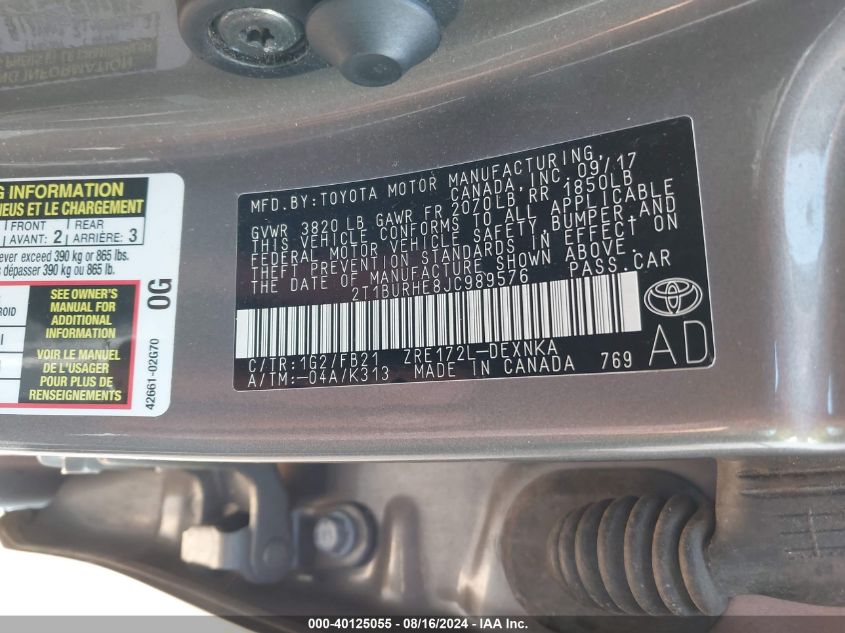 NG INFORMATION
MFD. BY: TOYOTA MOTOR MANUFACTURING,
CANADA, INC. 09/17
GVWR 3820 LB GAWR FR 2070LB, RR 1850LB
THIS VEHICLE CONFORMS TO ALL APPLICABLE
FEDERAL MOTOR VEHICLE SAFETY, BUMPER, AND
THEFT PREVENTION STANDARDS IN EFFECT ON
THE DATE OF MANUFACTURE SHOWN ABOVE.
2T1BURHE8JC989576 PASS. CAR
C/TR: 1G2/FB21 ZRE172L-DEXNKA
A/TM: -04A/K313 MADE IN CANADA 769
AD
G INFORMATION
NEUS ET LE CHARGEMENT
FRONT
AVANT: 2
REAR
ARRIÈRE: 3
ever exceed 390 kg or 865 lbs.
dépasser 390 kg ou 865 lb.
SEE OWNER'S
MANUAL FOR
ADDITIONAL
INFORMATION
VOIR LE MANUEL
DE L'USAGER
POUR PLUS DE
RENSEIGNEMENTS
0G
42661-02G70
000-40125055 - 08/16/2024 - IAA Inc.